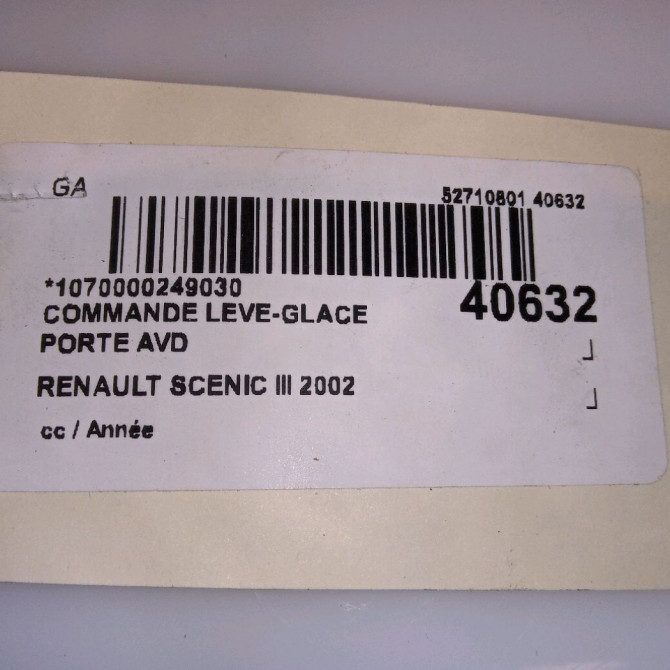 GA
52710801 40632
*1070000249030
40632
COMMANDE LEVE-GLACE
PORTE AVD
RENAULT SCENIC III 2002
cc / Année